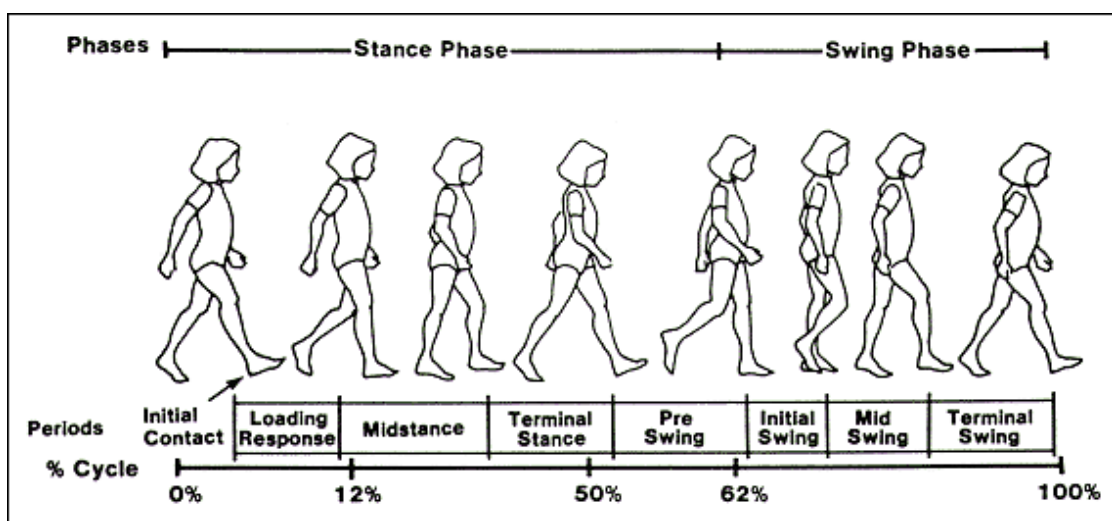 Phases Stance Phase Swing Phase
Initial Contact
Loading Response
Midstance
Terminal Stance
Pre Swing
Initial Swing
Mid Swing
Terminal Swing
Periods
% Cycle
0% 12% 50% 62% 100%